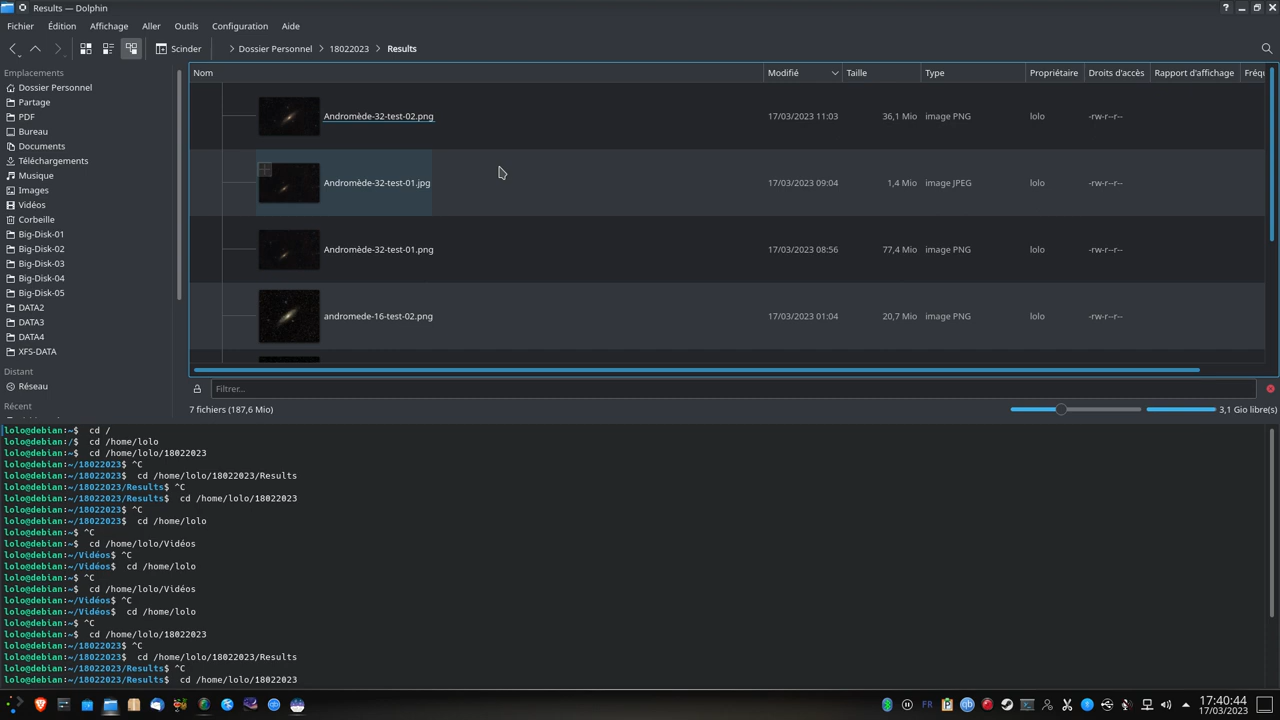 Results — Dolphin
Fichier Édition Affichage Aller Outils Configuration Aide
Scinder Dossier Personnel 18022023 Results
Emplacements
Dossier Personnel
Partage
PDF
Bureau
Documents
Téléchargements
Musique
Images
Vidéos
Corbeille
Big-Disk-01
Big-Disk-02
Big-Disk-03
Big-Disk-04
Big-Disk-05
DATA2
DATA3
DATA4
XFS-DATA
Distant
Réseau
Récent
Nom Modifié Taille Type Propriétaire Droits d'accès Rapport d'affichage Fréqu
Andromède-32-test-02.png 17/03/2023 11:03 36,1 Mio image PNG lolo -rw-r--r--
Andromède-32-test-01.jpg 17/03/2023 09:04 1,4 Mio image JPEG lolo -rw-r--r--
Andromède-32-test-01.png 17/03/2023 08:56 77,4 Mio image PNG lolo -rw-r--r--
andromede-16-test-02.png 17/03/2023 01:04 20,7 Mio image PNG lolo -rw-r--r--
Filtrer...
7 fichiers (187,6 Mio) 3,1 Gio libre(s)
lolo@debian:~$  cd /
lolo@debian:/$  cd /home/lolo
lolo@debian:~$  cd /home/lolo/18022023
lolo@debian:~/18022023$ ^C
lolo@debian:~/18022023$  cd /home/lolo/18022023/Results
lolo@debian:~/18022023/Results$ ^C
lolo@debian:~/18022023/Results$  cd /home/lolo/18022023
lolo@debian:~/18022023$ ^C
lolo@debian:~/18022023$  cd /home/lolo
lolo@debian:~$ ^C
lolo@debian:~$  cd /home/lolo/Vidéos
lolo@debian:~/Vidéos$ ^C
lolo@debian:~/Vidéos$  cd /home/lolo
lolo@debian:~$ ^C
lolo@debian:~$  cd /home/lolo/Vidéos
lolo@debian:~/Vidéos$ ^C
lolo@debian:~/Vidéos$  cd /home/lolo
lolo@debian:~$ ^C
lolo@debian:~$  cd /home/lolo/18022023
lolo@debian:~/18022023$ ^C
lolo@debian:~/18022023$  cd /home/lolo/18022023/Results
lolo@debian:~/18022023/Results$ ^C
lolo@debian:~/18022023/Results$  cd /home/lolo/18022023
FR
17:40:44
17/03/2023